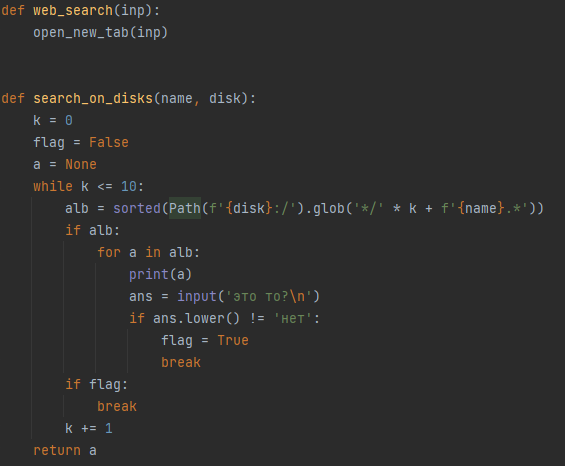 def web_search(inp):
    open_new_tab(inp)
def search_on_disks(name, disk):
    k = 0
    flag = False
    a = None
    while k <= 10:
        alb = sorted(Path(f'{disk}:/').glob('*/' * k + f'{name}.*'))
        if alb:
            for a in alb:
                print(a)
                ans = input('это то?\n')
                if ans.lower() != 'нет':
                    flag = True
                    break
        if flag:
            break
        k += 1
    return a